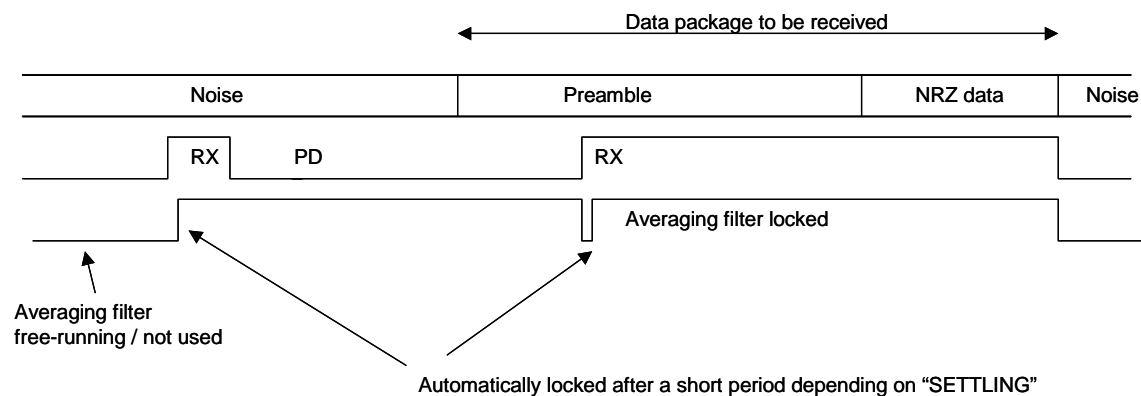 Data package to be received
Noise Preamble NRZ data Noise
RX PD RX
Averaging filter locked
Averaging filter
free-running / not used
Automatically locked after a short period depending on “SETTLING”